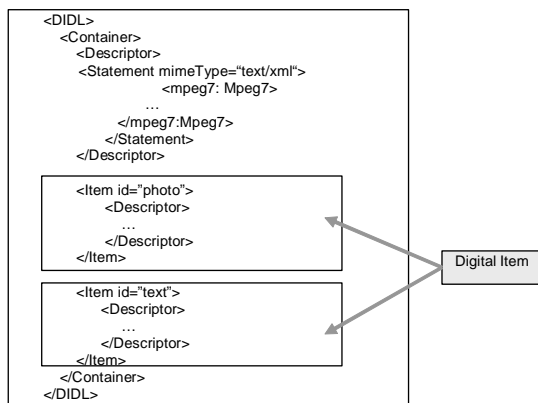 <DIDL>
<Container>
<Descriptor>
<Statement mimeType=“text/xml“>
<mpeg7: Mpeg7>
…
</mpeg7:Mpeg7>
</Statement>
</Descriptor>
<Item id=”photo”>
<Descriptor>
…
</Descriptor>
</Item>
Digital Item
<Item id=”text”>
<Descriptor>
…
</Descriptor>
</Item>
</Container>
</DIDL>